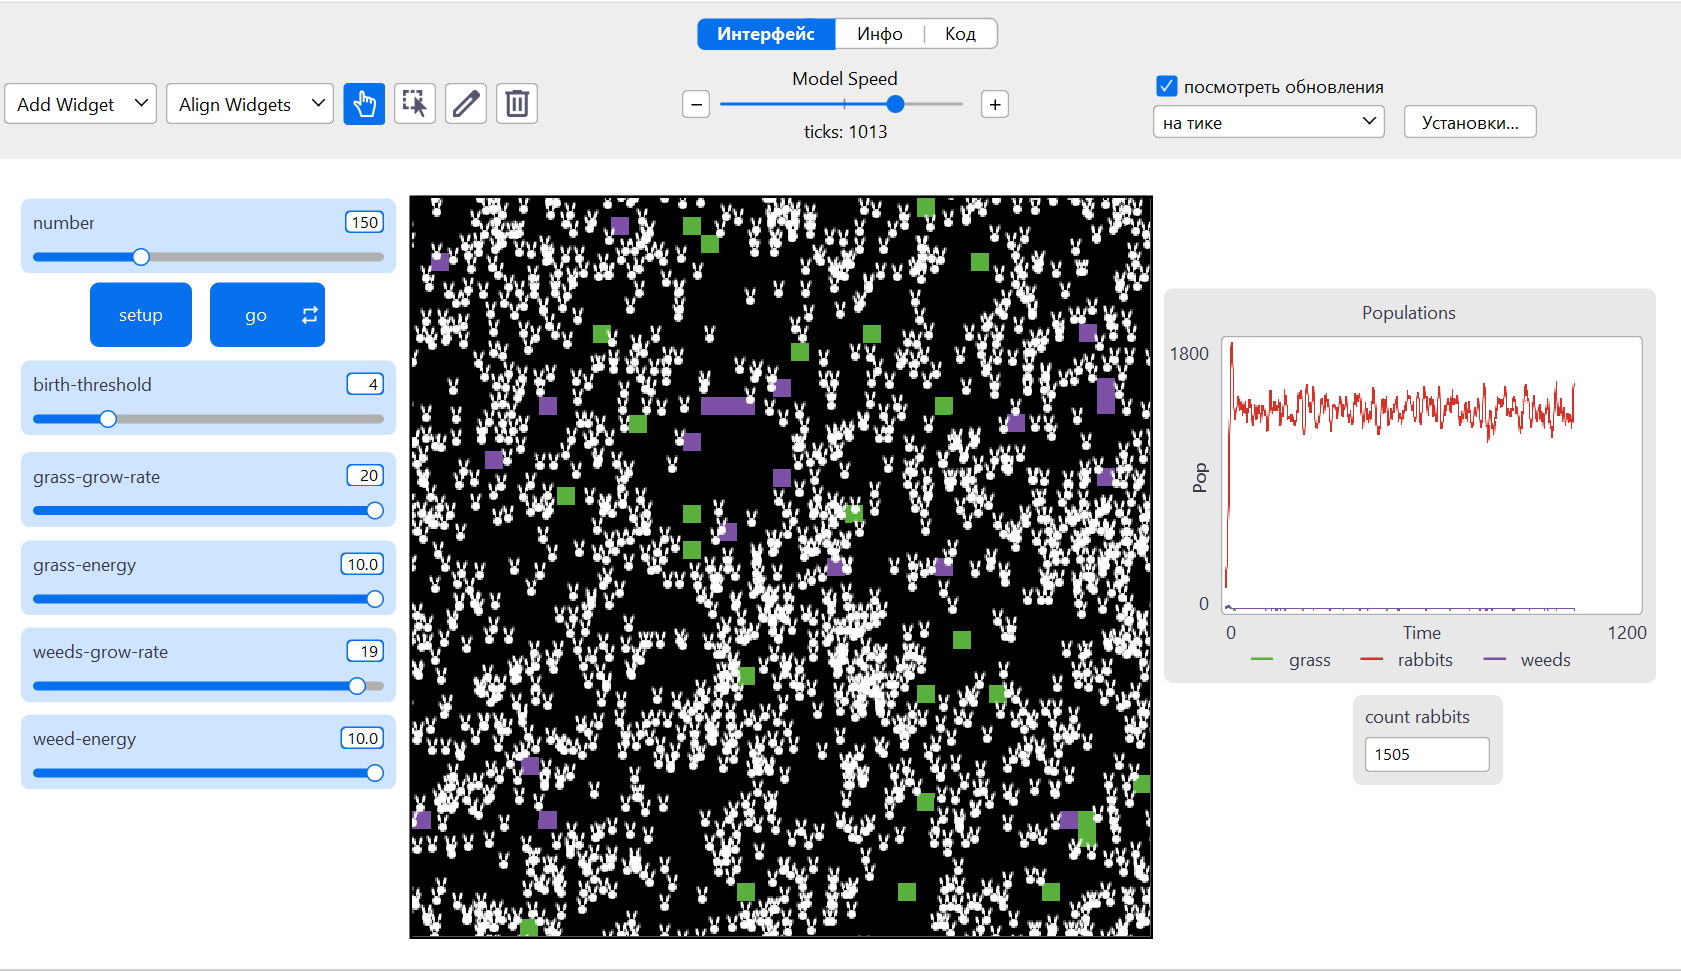 Интерфейс Инфо Код
Add Widget Align Widgets
Model Speed
ticks: 1013
посмотреть обновления
на тике Установки...
number 150
setup go
birth-threshold 4
grass-grow-rate 20
grass-energy 10.0
weeds-grow-rate 19
weed-energy 10.0
Populations
1800
Pop
0
0 Time 1200
grass rabbits weeds
count rabbits
1505